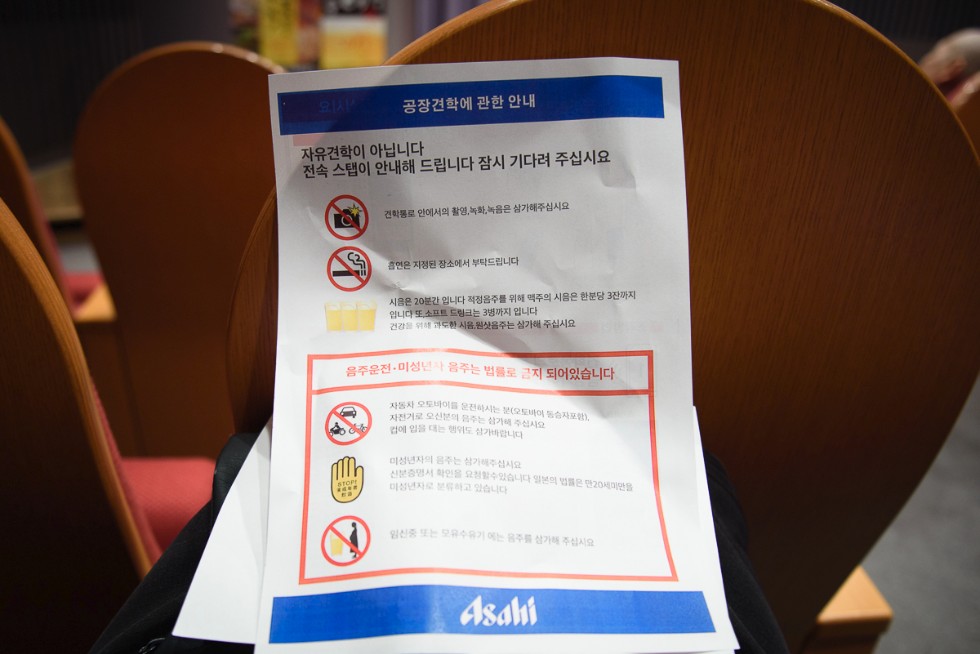 공장견학에 관한 안내
자유견학이 아닙니다
전속 스탭이 안내해 드립니다 잠시 기다려 주십시요
견학통로 안에서의 촬영,녹화,녹음은 삼가해주십시요
흡연은 지정된 장소에서 부탁드립니다
시음은 20분간 입니다 적정음주를 위해 맥주의 시음은 한분당 3잔까지
입니다 또,소프트 드링크는 3병까지 입니다
건강을 위해 과도한 시음,원샷음주는 삼가해 주십시요
음주운전·미성년자 음주는 법률로 금지 되어있습니다
자동차 오토바이를 운전하시는 분(오토바이 동승자포함),
자전거로 오신분의 음주는 삼가해 주십시요
컵에 입을 대는 행위도 삼가바랍니다
STOP!
미성년자의 음주는 삼가해주십시요
신분증명서 확인을 요청할수있습니다 일본의 법률은 만20세미만을
미성년자로 분류하고 있습니다
임신중 또는 모유수유기 에는 음주를 삼가해 주십시요
Asahi